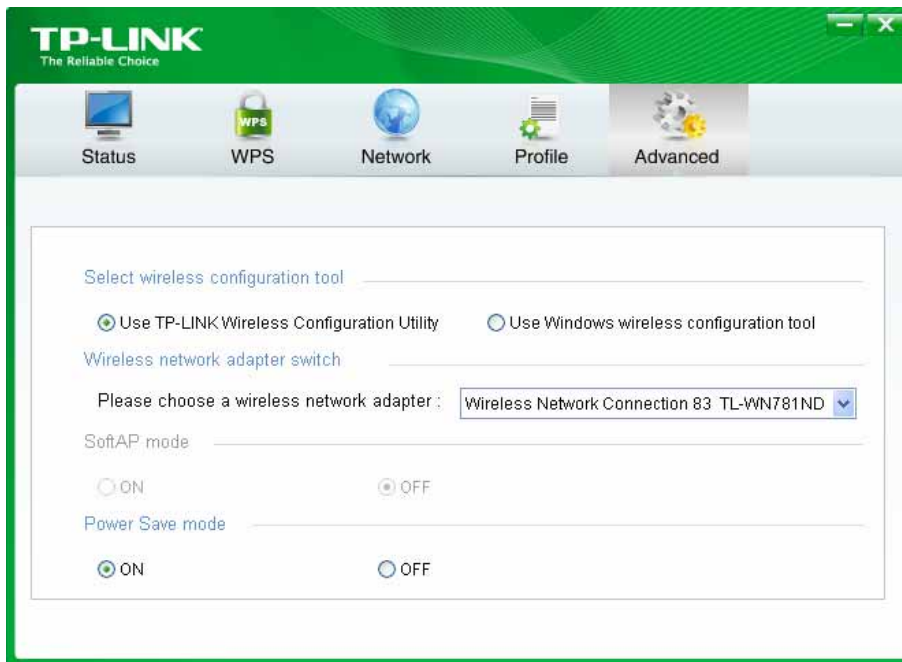 TP-LINK
The Reliable Choice
Status
WPS
WPS
Network
Profile
Advanced
Select wireless configuration tool
Use TP-LINK Wireless Configuration Utility
Use Windows wireless configuration tool
Wireless network adapter switch
Please choose a wireless network adapter :
Wireless Network Connection 83 TL-WN781ND
SoftAP mode
ON
OFF
Power Save mode
ON
OFF